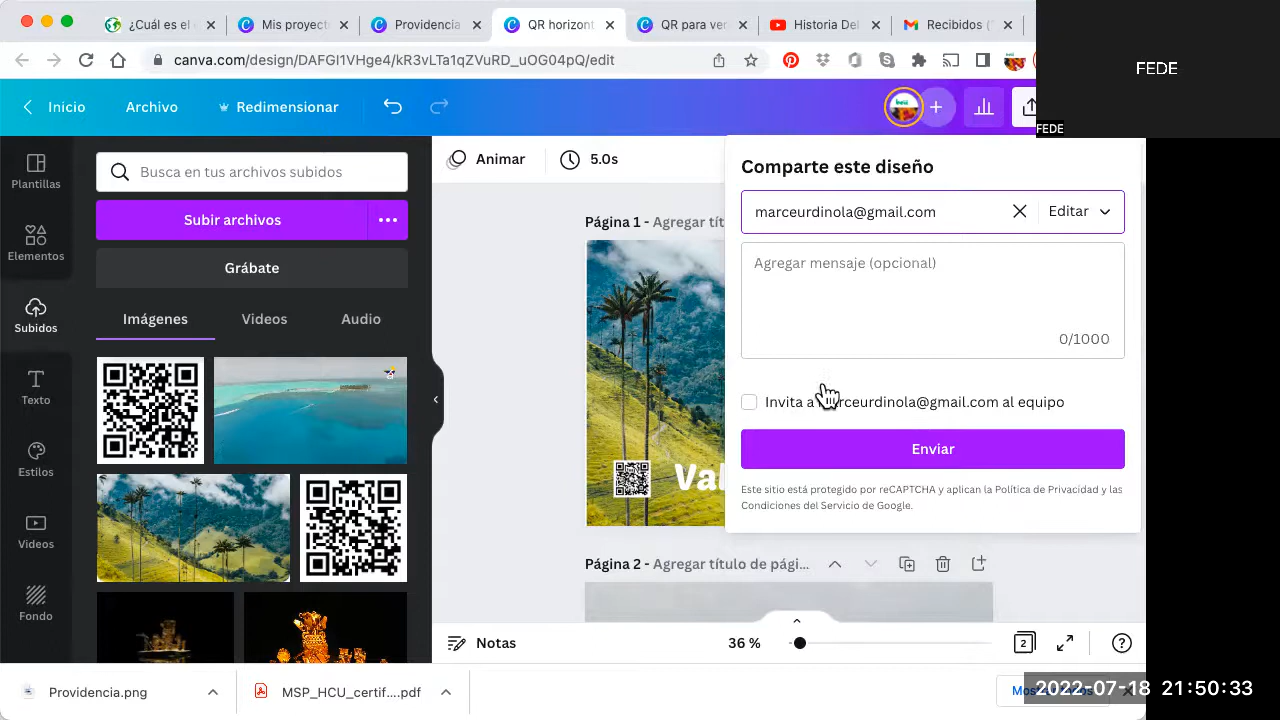 ¿Cuál es el
Mis proyect
Providencia
QR horizont
QR para ver
Historia Del
Recibidos (
canva.com/design/DAFGI1VHge4/kR3vLTa1qZVuRD_uOG04pQ/edit
FEDE
FEDE
Inicio
Archivo
Redimensionar
Plantillas
Elementos
Subidos
Texto
Estilos
Videos
Fondo
Busca en tus archivos subidos
Subir archivos
Grábate
Imágenes
Videos
Audio
Animar
5.0s
Página 1 - Agregar tít
Val
Comparte este diseño
marceurdinola@gmail.com
Editar
Agregar mensaje (opcional)
0/1000
Invita a marceurdinola@gmail.com al equipo
Enviar
Este sitio está protegido por reCAPTCHA y aplican la Política de Privacidad y las
Condiciones del Servicio de Google.
Página 2 - Agregar título de pági...
Notas
36 %
2
Providencia.png
MSP_HCU_certif....pdf
2022-07-18 21:50:33